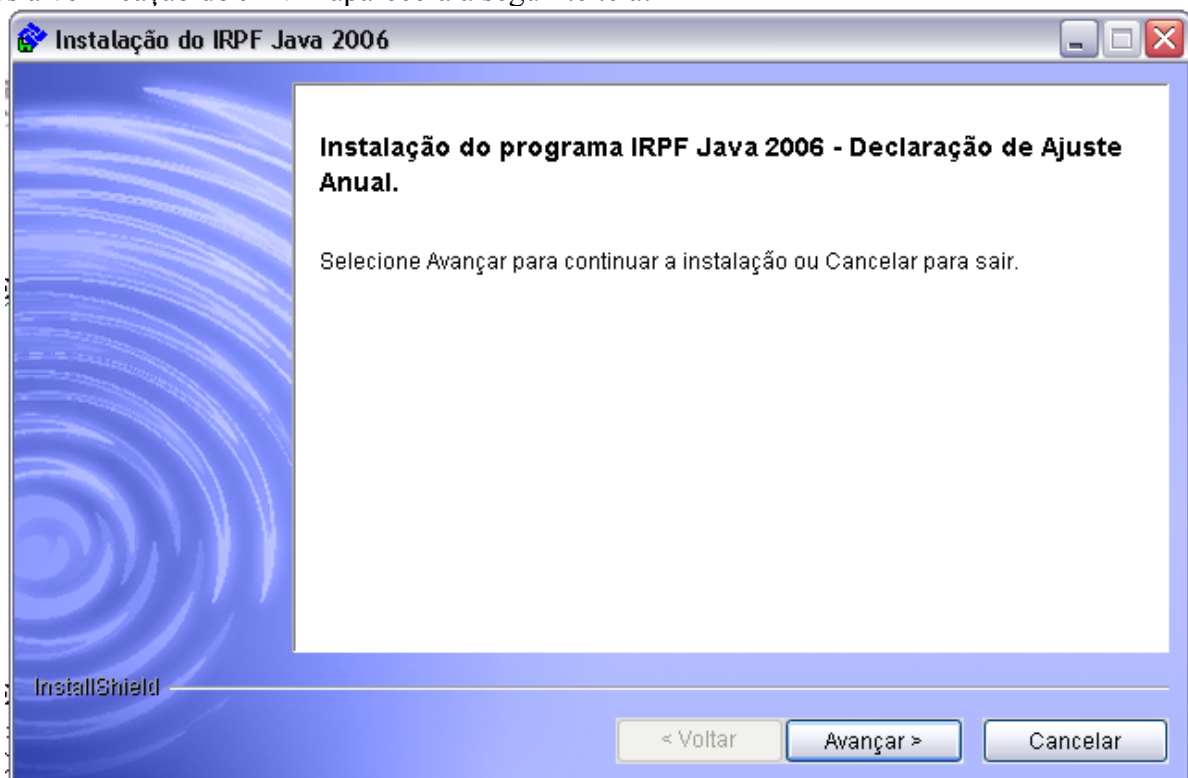 Instalação do IRPF Java 2006
Instalação do programa IRPF Java 2006 - Declaração de Ajuste
Anual.
Selecione Avançar para continuar a instalação ou Cancelar para sair.
InstallShield
< Voltar
Avançar >
Cancelar